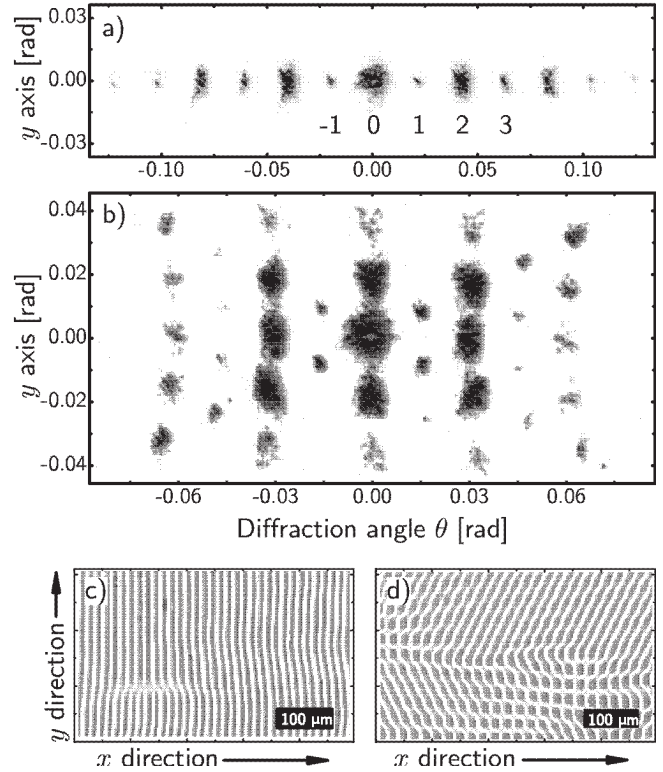 a)
0.03
0.00
-0.03
y axis [rad]
-1 0 1 2 3
-0.10 -0.05 0.00 0.05 0.10
b)
0.04
0.02
0.00
-0.02
-0.04
y axis [rad]
-0.06 -0.03 0.00 0.03 0.06
Diffraction angle θ [rad]
c)
100 µm
d)
100 µm
y direction
x direction
x direction